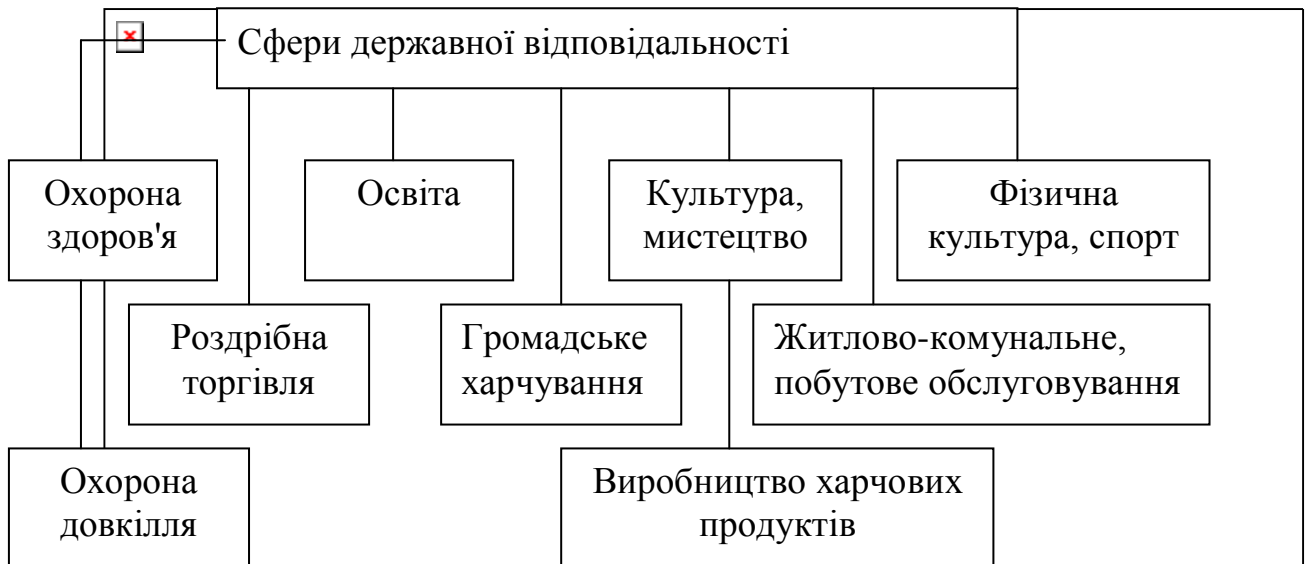 Сфери державної відповідальності
Охорона
здоров'я
Освіта
Культура,
мистецтво
Фізична
культура, спорт
Роздрібна
торгівля
Громадське
харчування
Житлово-комунальне,
побутове обслуговування
Охорона
довкілля
Виробництво харчових
продуктів